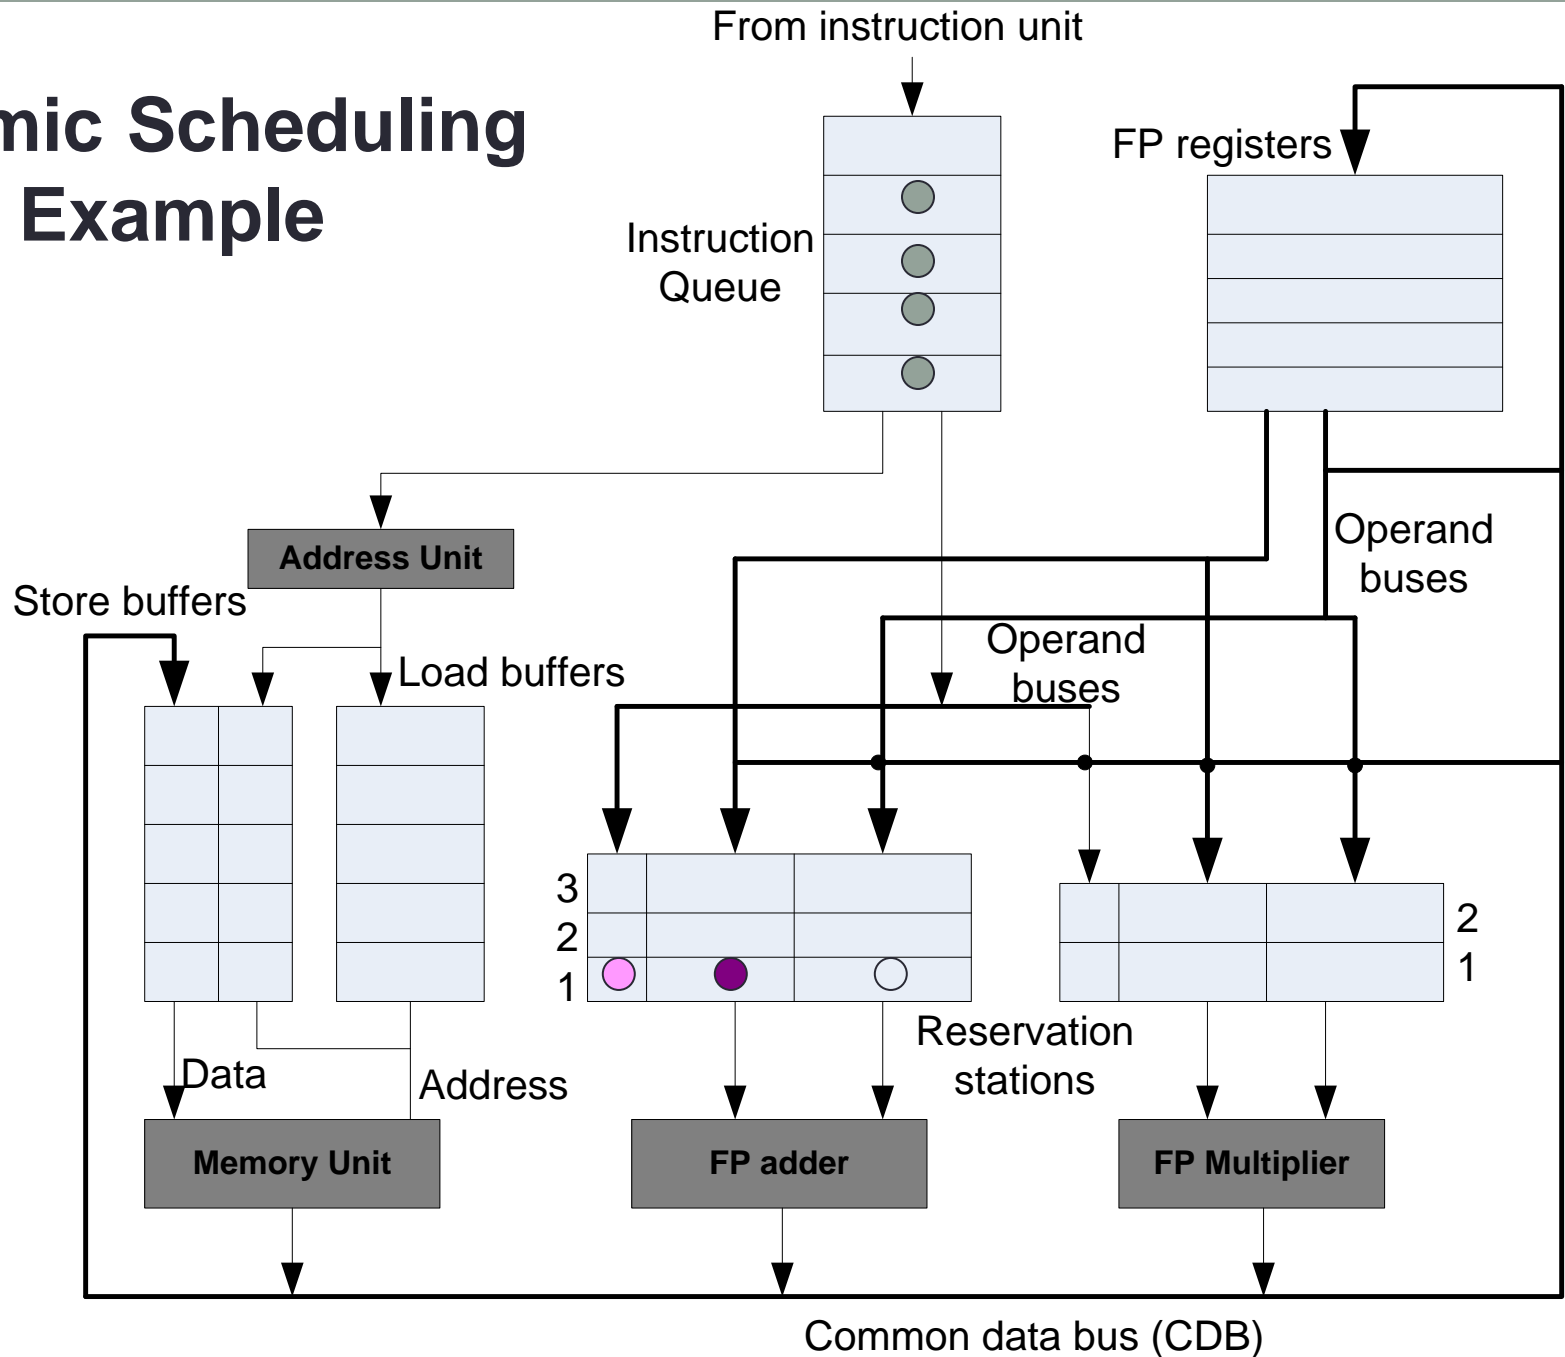 From instruction unit
mic Scheduling
Example
FP registers
Instruction
Queue
Operand
buses
Address Unit
Store buffers
Operand
buses
Load buffers
3
2
1
2
1
Reservation
stations
Data
Address
Memory Unit
FP adder
FP Multiplier
Common data bus (CDB)